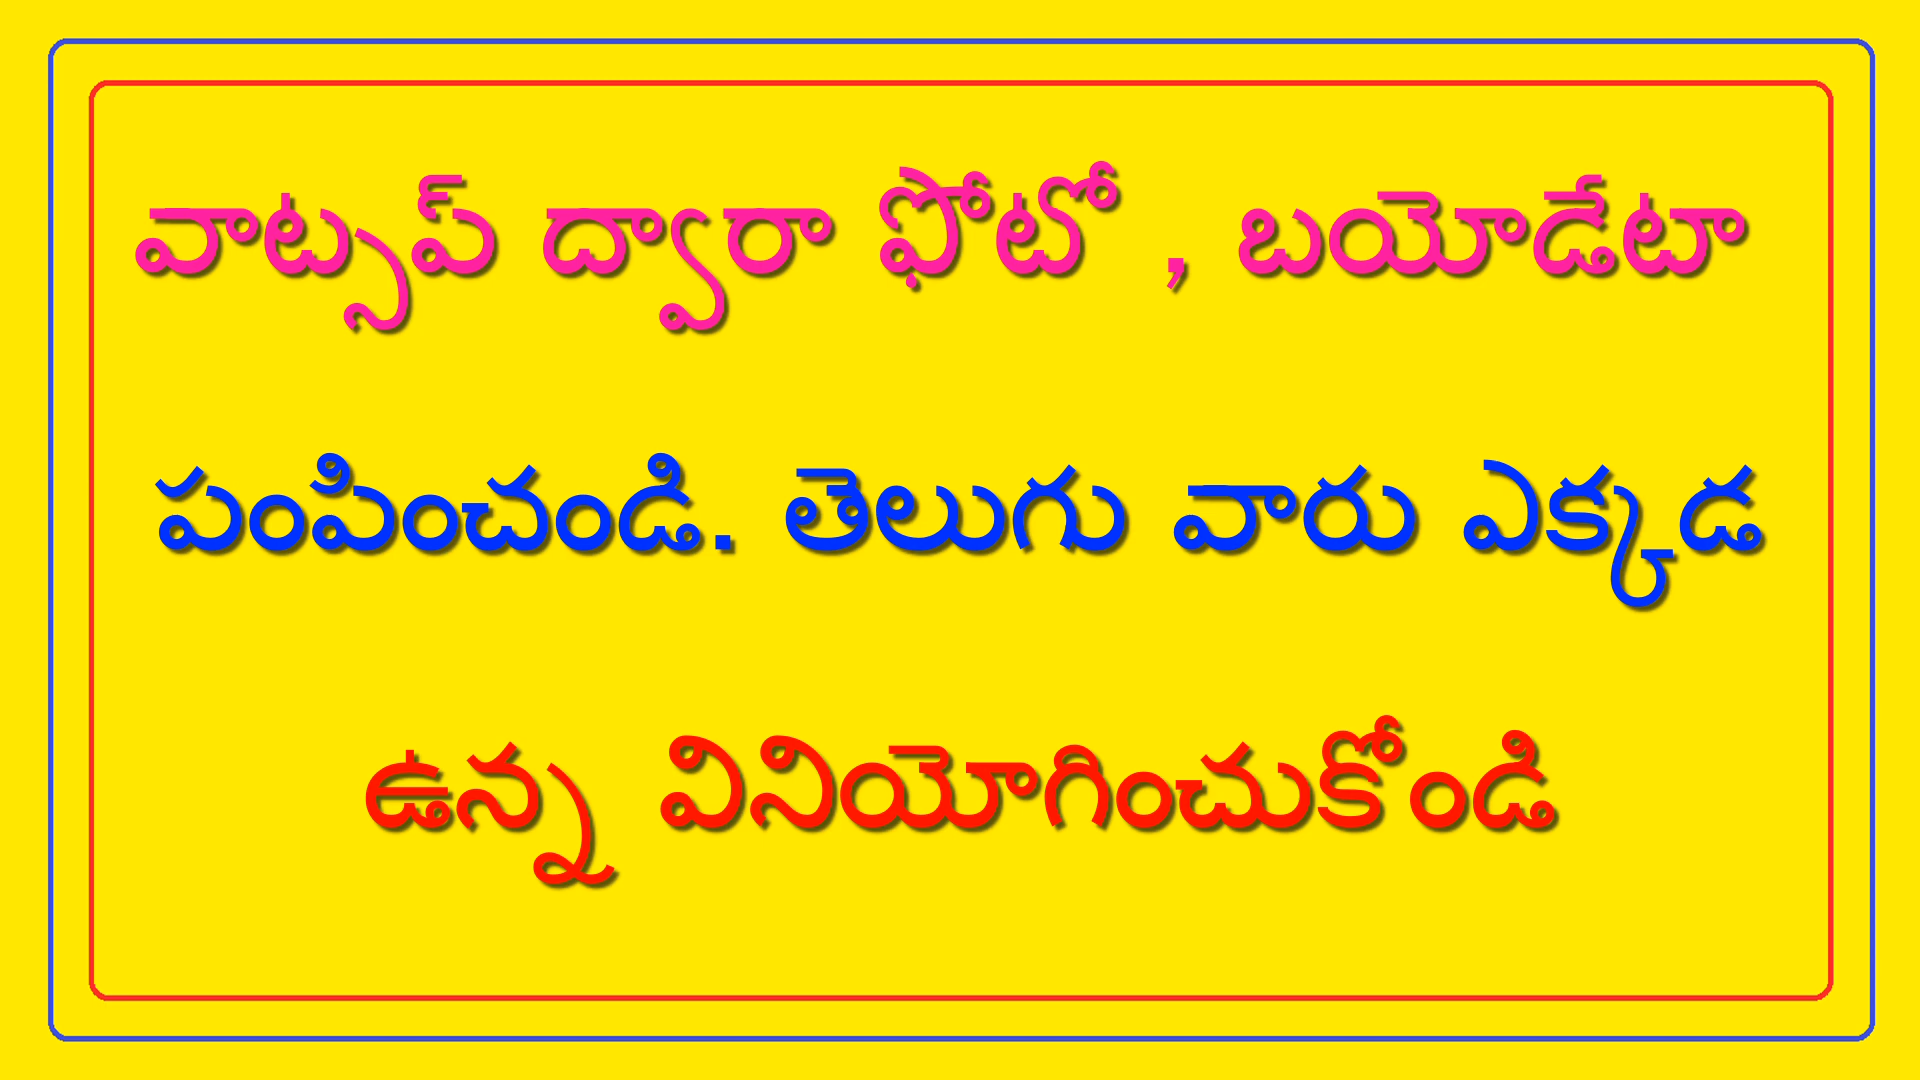 వాట్సప్ ద్వారా ఫోటో , బయోడేటా
పంపించండి. తెలుగు వారు ఎక్కడ
ఉన్న వినియోగించుకోండి